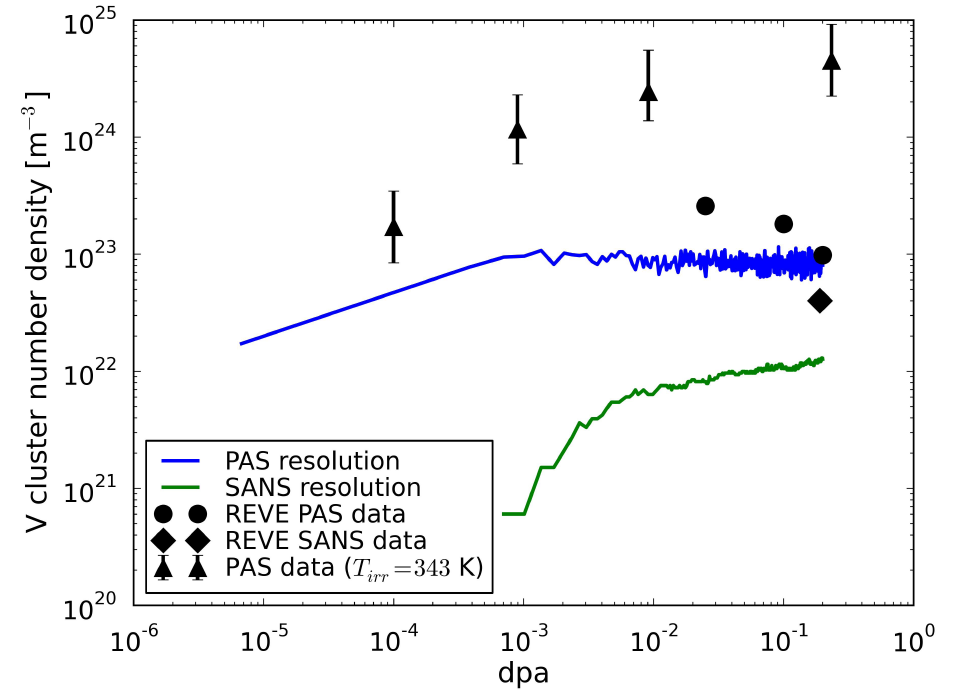 10^25
10^24
10^23
10^22
10^21
10^20
V cluster number density [m^−3]
PAS resolution
SANS resolution
REVE PAS data
REVE SANS data
PAS data (T_irr=343 K)
10^-6 10^-5 10^-4 10^-3 10^-2 10^-1 10^0
dpa